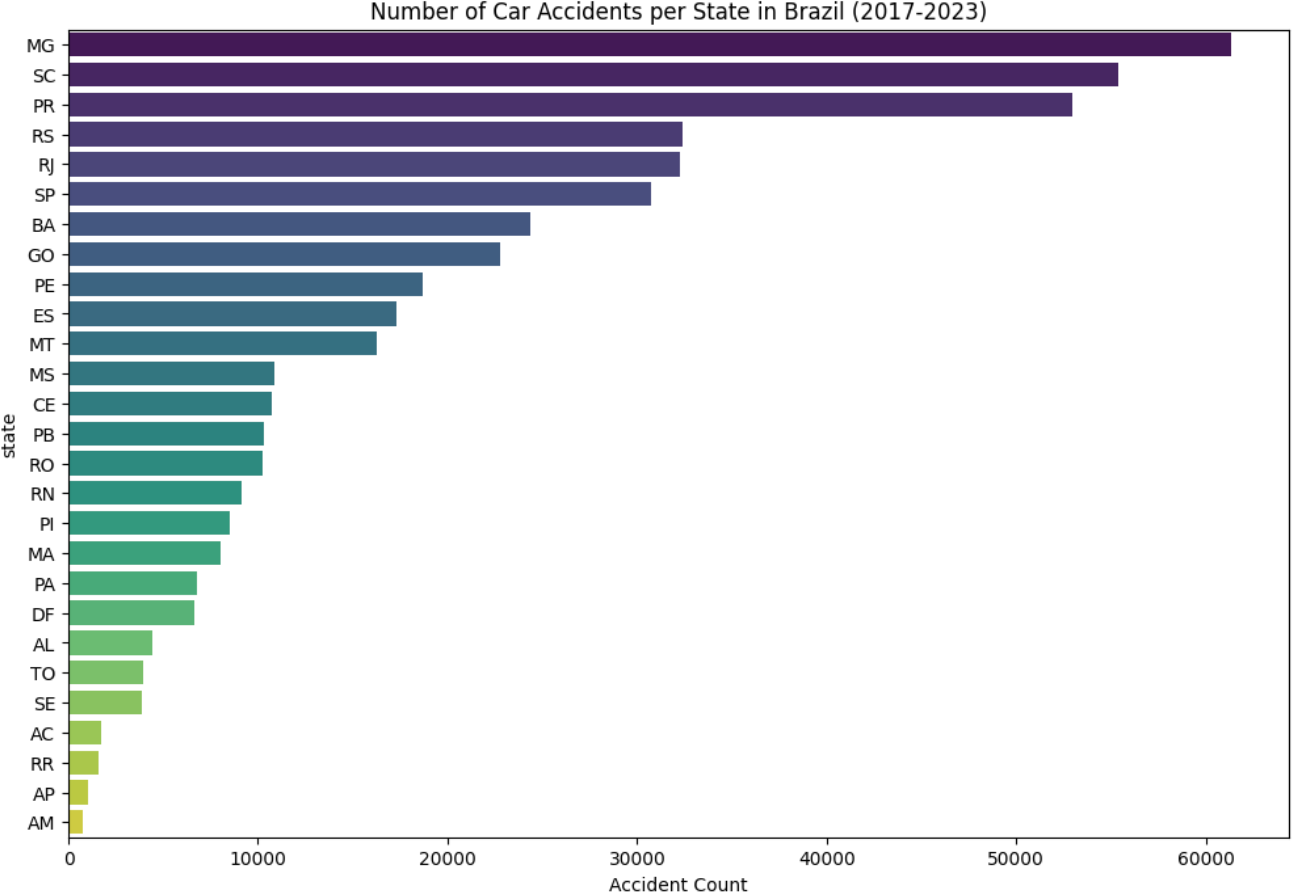 Number of Car Accidents per State in Brazil (2017-2023)
MG
SC
PR
RS
RJ
SP
BA
GO
PE
ES
MT
MS
CE
PB
RO
RN
PI
MA
PA
DF
AL
TO
SE
AC
RR
AP
AM
state
0 10000 20000 30000 40000 50000 60000
Accident Count